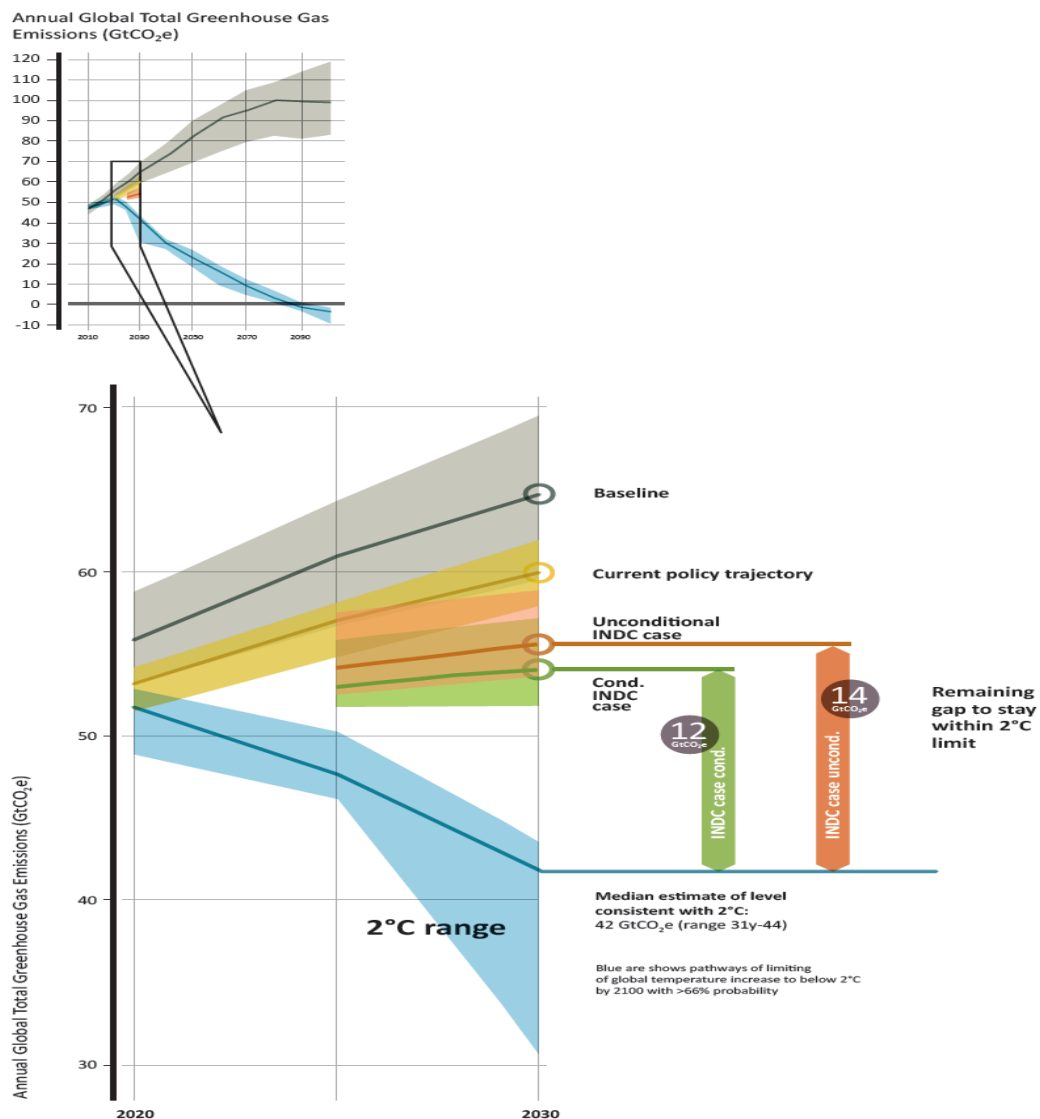 Annual Global Total Greenhouse Gas
Emissions (GtCO₂e)
120
110
100
90
80
70
60
50
40
30
20
10
0
-10
2010
2030
2050
2070
2090
70
60
50
40
30
Annual Global Total Greenhouse Gas Emissions (GtCO₂e)
2020
2030
Baseline
Current policy trajectory
Unconditional
INDC case
Cond.
INDC
case
12
GtCO₂e
INDC case cond.
14
GtCO₂e
INDC case uncond.
Remaining
gap to stay
within 2°C
limit
2°C range
Median estimate of level
consistent with 2°C:
42 GtCO₂e (range 31y-44)
Blue are shows pathways of limiting
of global temperature increase to below 2°C
by 2100 with >66% probability